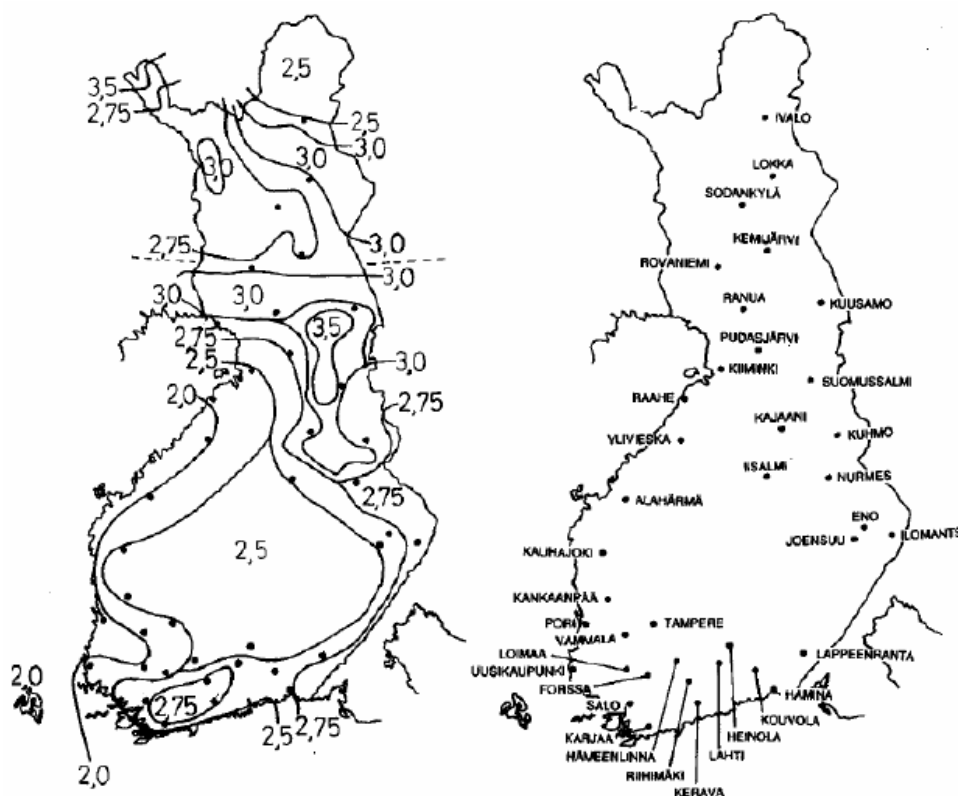 2,5
3,5
2,75
2,5
3,0
3,0
3,0
2,75
3,0
3,0
3,0
3,0
3,5
2,75
2,5
3,0
2,0
2,75
2,75
2,5
2,0
2,75
2,5
2,75
2,0
IVALO
LOKKA
SODANKYLÄ
KEMIJÄRVI
ROVANIEMI
RANUA
KUUSAMO
PUDASJÄRVI
KIIMINKI
SUOMUSSALMI
RAAHE
KAJAANI
YLIVIESKA
KUHMO
IISALMI
NURMES
ALAHÄRMÄ
ENO
JOENSUU
ILOMANTS
KAUHAJOKI
KANKAANPÄÄ
PORI
TAMPERE
VAMMALA
LOIMAA
LAPPEENRANTA
UUSIKAUPUNKI
FORSSA
HAMINA
SALO
KOUVOLA
KARJAA
HEINOLA
HÄMEENLINNA
LAHTI
RIIHIMÄKI
KERAVA